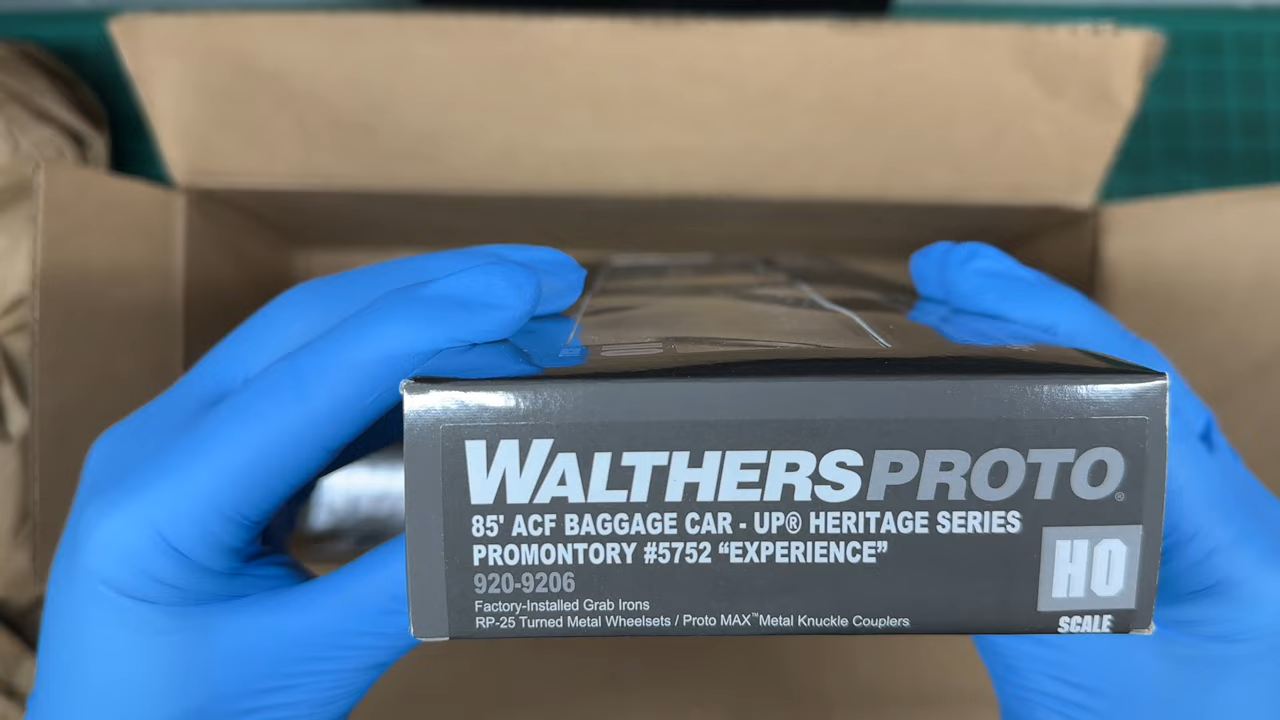 WALTHERSPROTO®
85' ACF BAGGAGE CAR - UP® HERITAGE SERIES
PROMONTORY #5752 “EXPERIENCE”
920-9206
Factory-Installed Grab Irons
RP-25 Turned Metal Wheelsets / Proto MAX™ Metal Knuckle Couplers
HO
SCALE